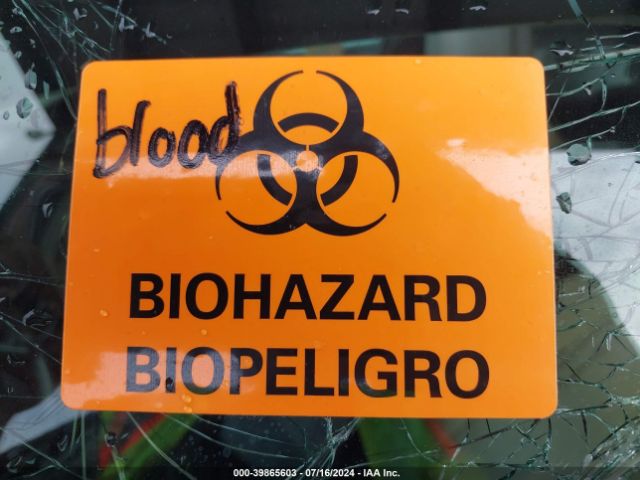 blood
BIOHAZARD
BIOPELIGRO
000-39865603 - 07/16/2024 - IAA Inc.